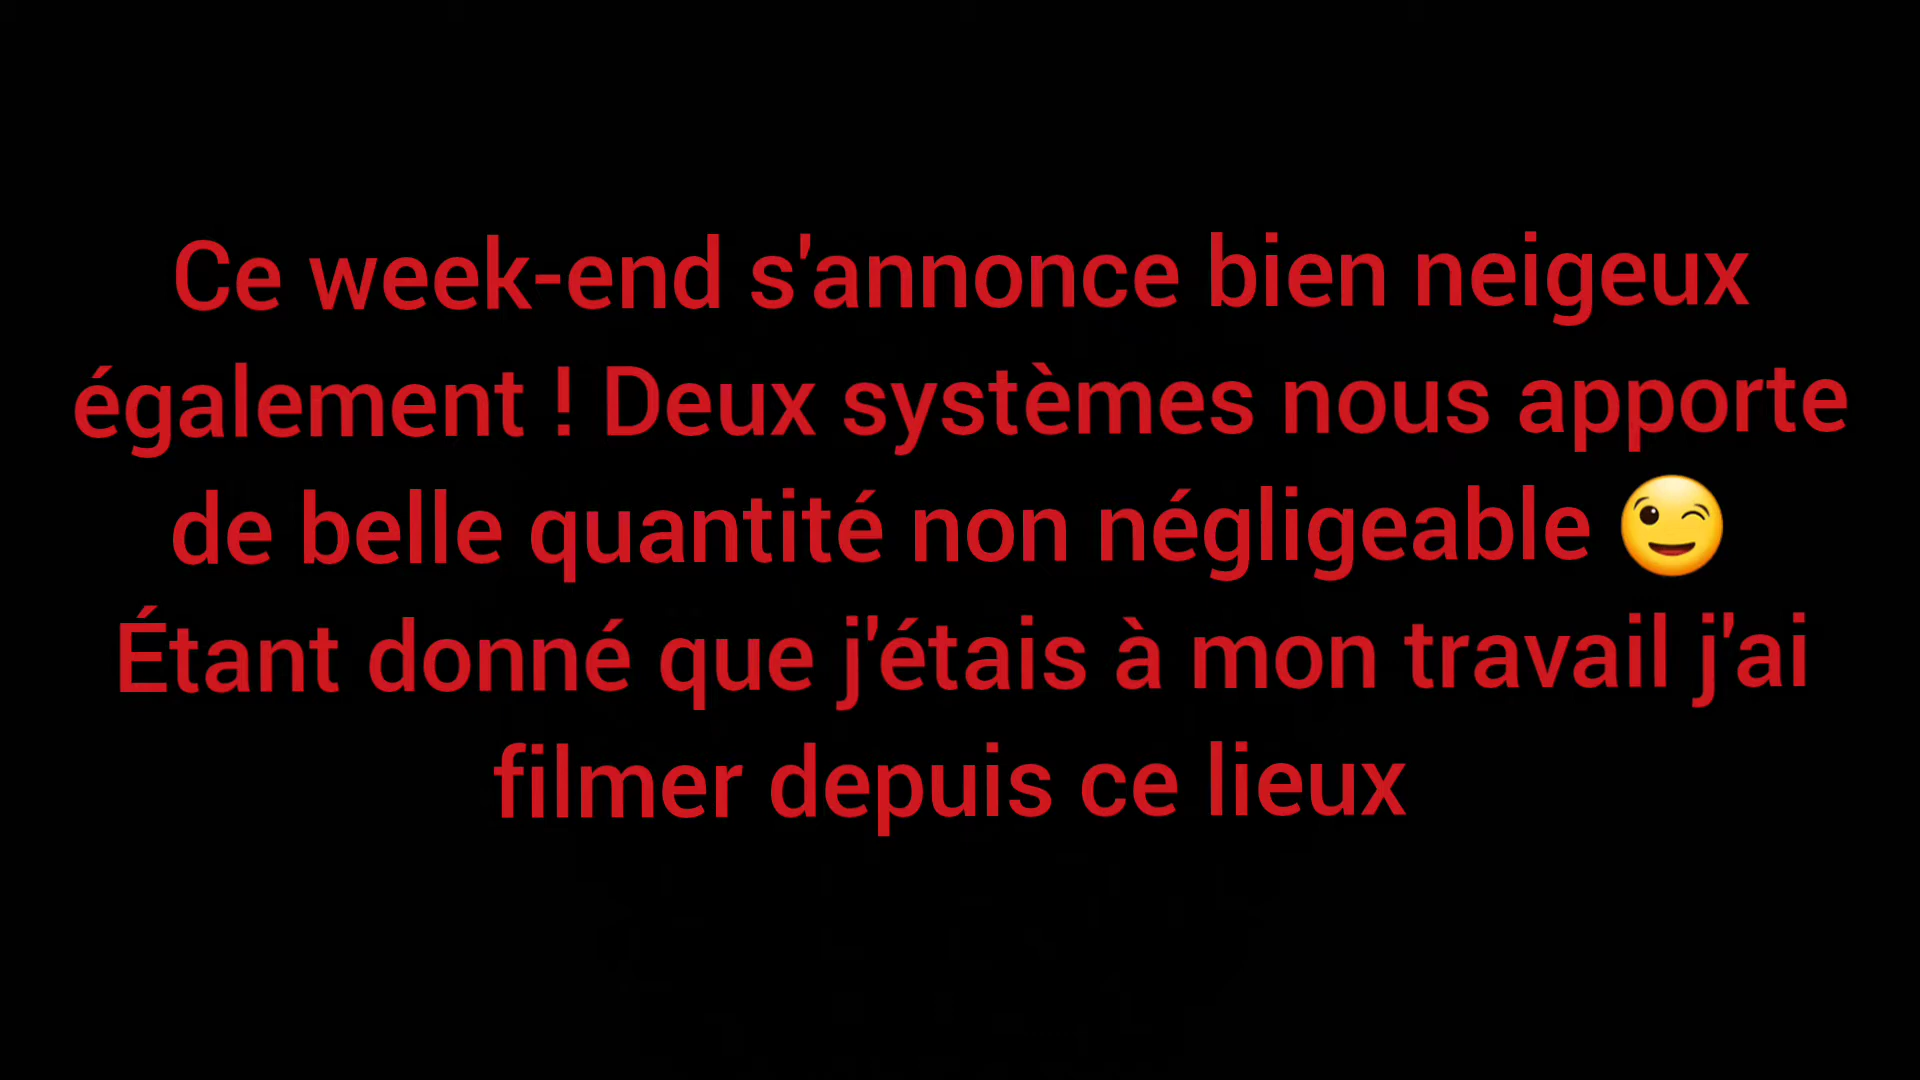 Ce week-end s'annonce bien neigeux
également ! Deux systèmes nous apporte
de belle quantité non négligeable 😉
Étant donné que j'étais à mon travail j'ai
filmer depuis ce lieux